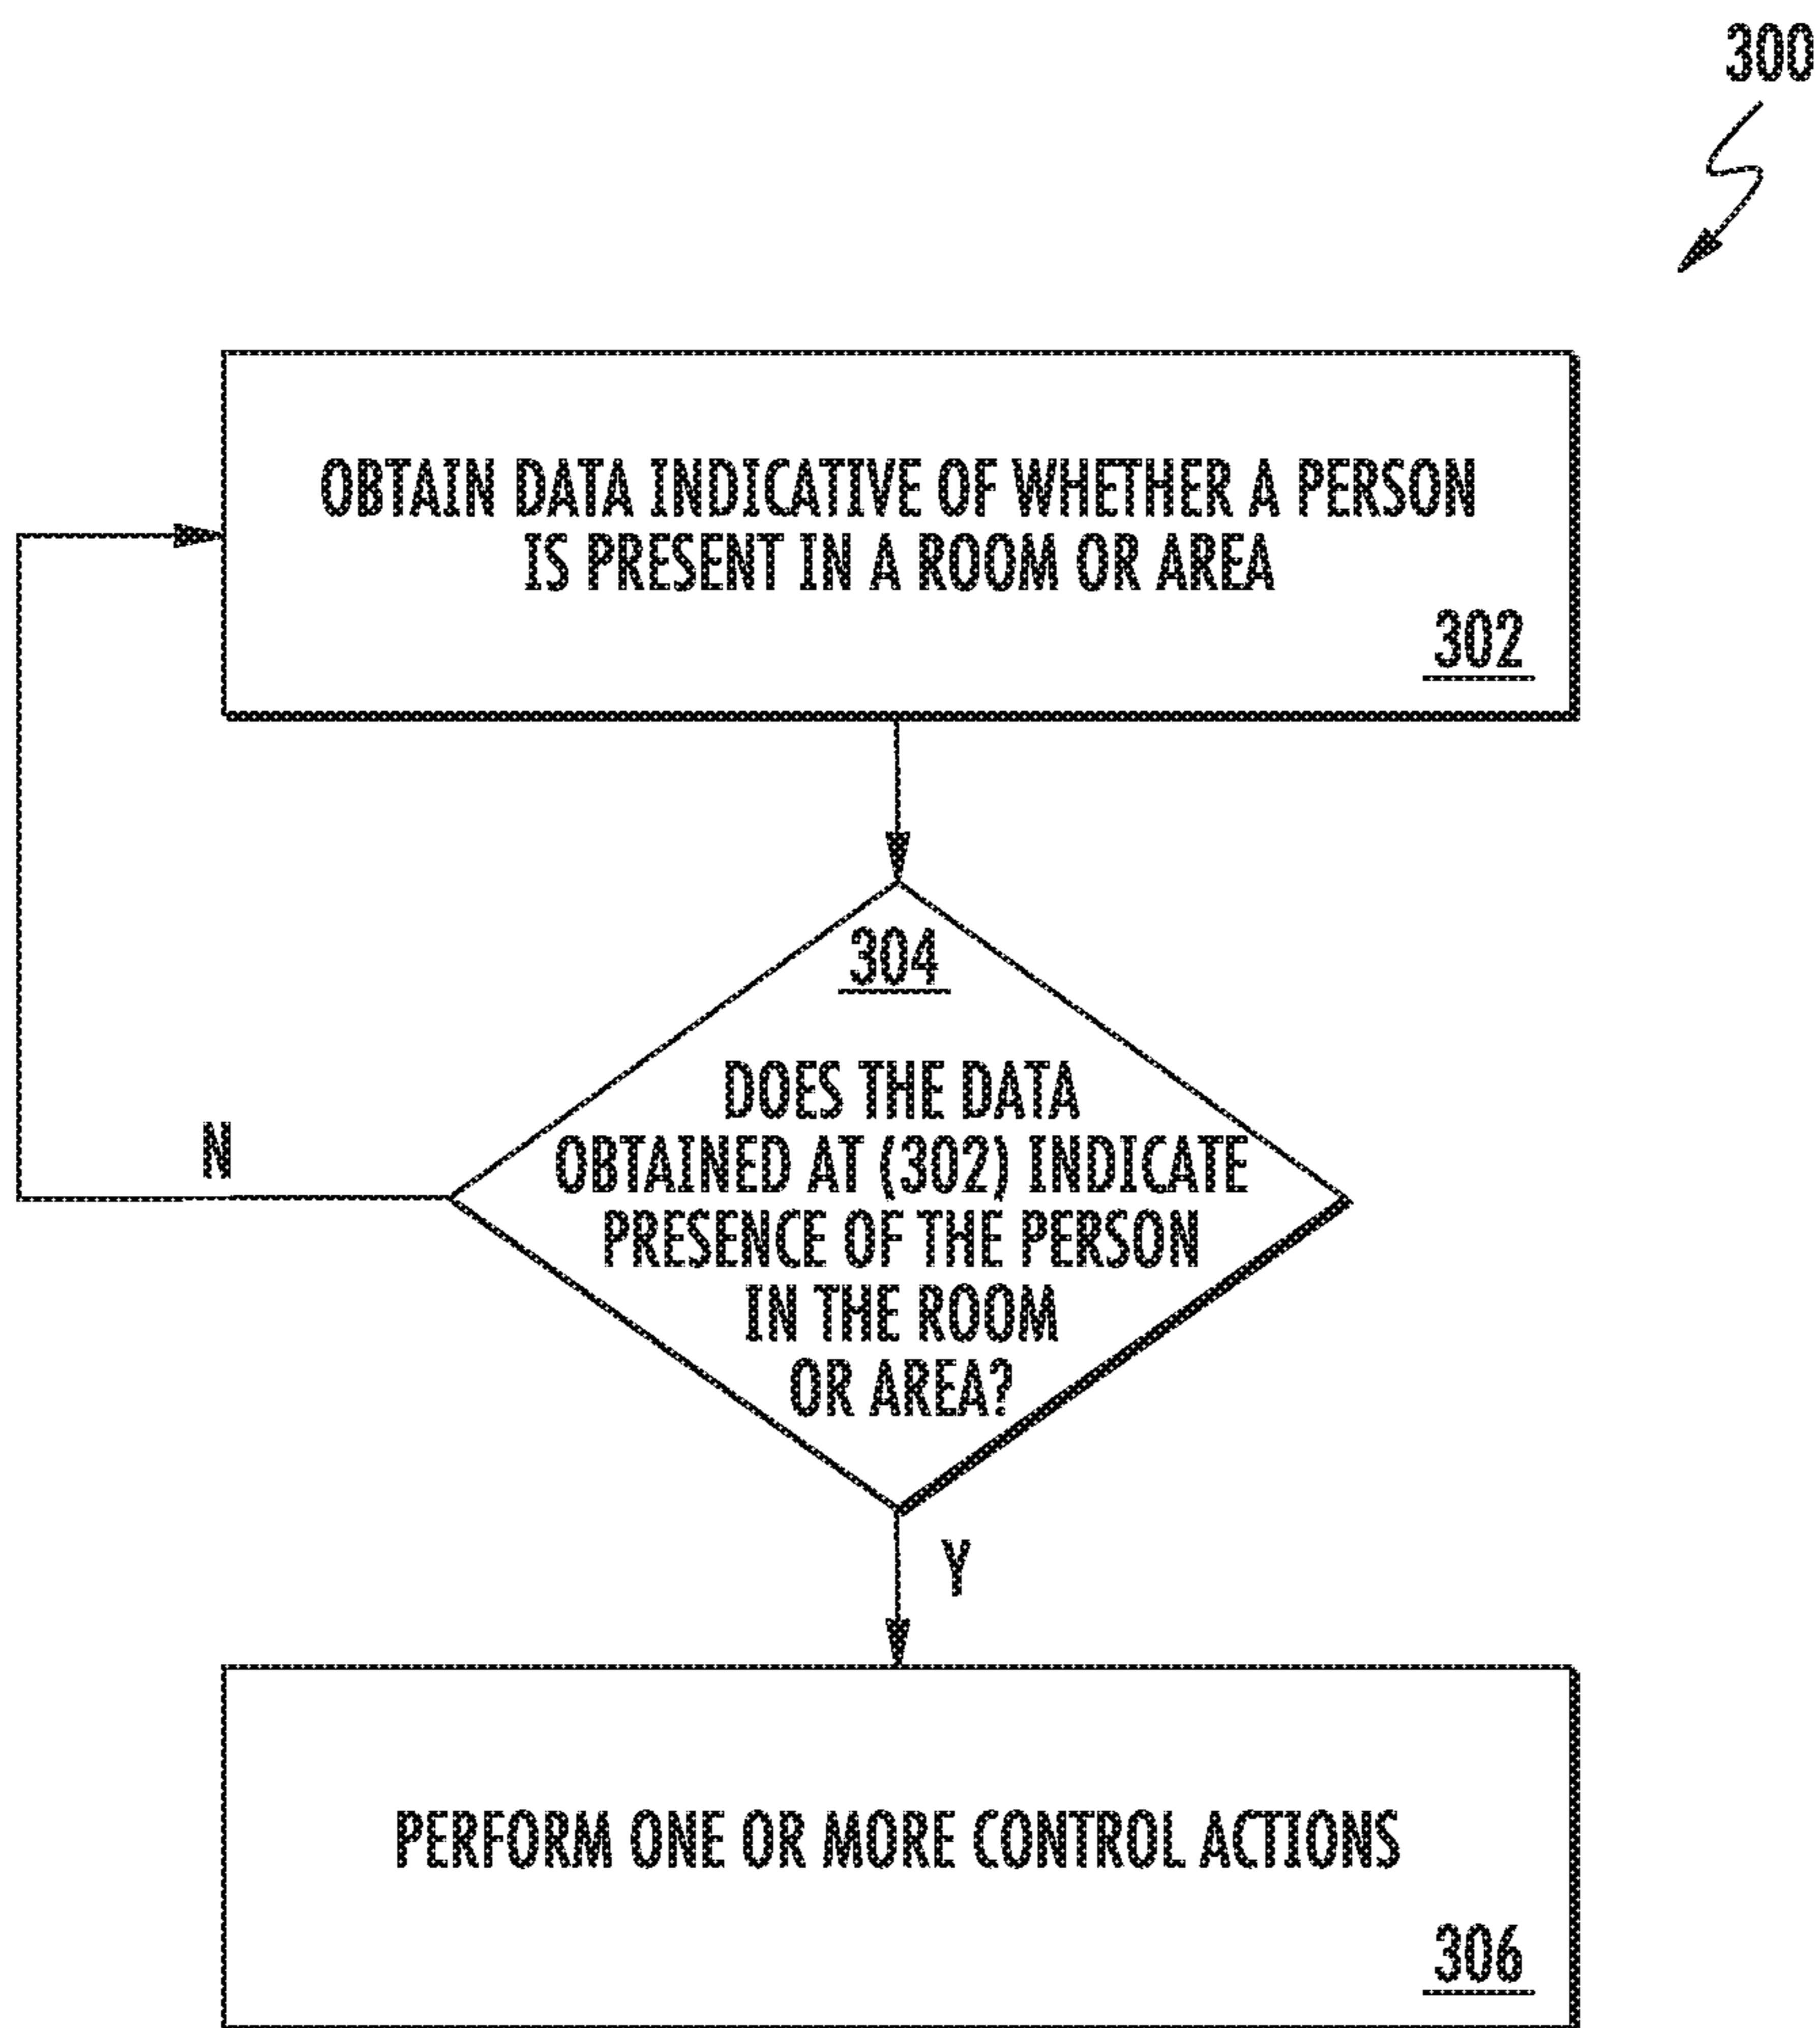 300
OBTAIN DATA INDICATIVE OF WHETHER A PERSON
IS PRESENT IN A ROOM OR AREA
302
304
DOES THE DATA
OBTAINED AT (302) INDICATE
PRESENCE OF THE PERSON
IN THE ROOM
OR AREA?
N
Y
PERFORM ONE OR MORE CONTROL ACTIONS
306